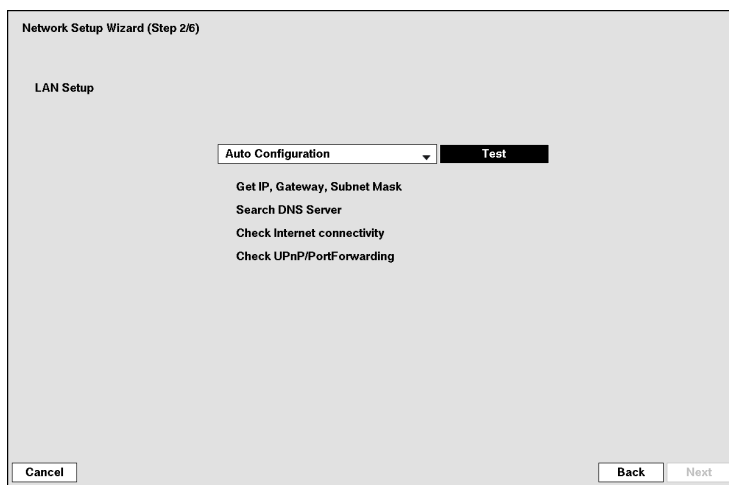 Network Setup Wizard (Step 2/6)
LAN Setup
Auto Configuration
Test
Get IP, Gateway, Subnet Mask
Search DNS Server
Check Internet connectivity
Check UPnP/PortForwarding
Cancel
Back
Next